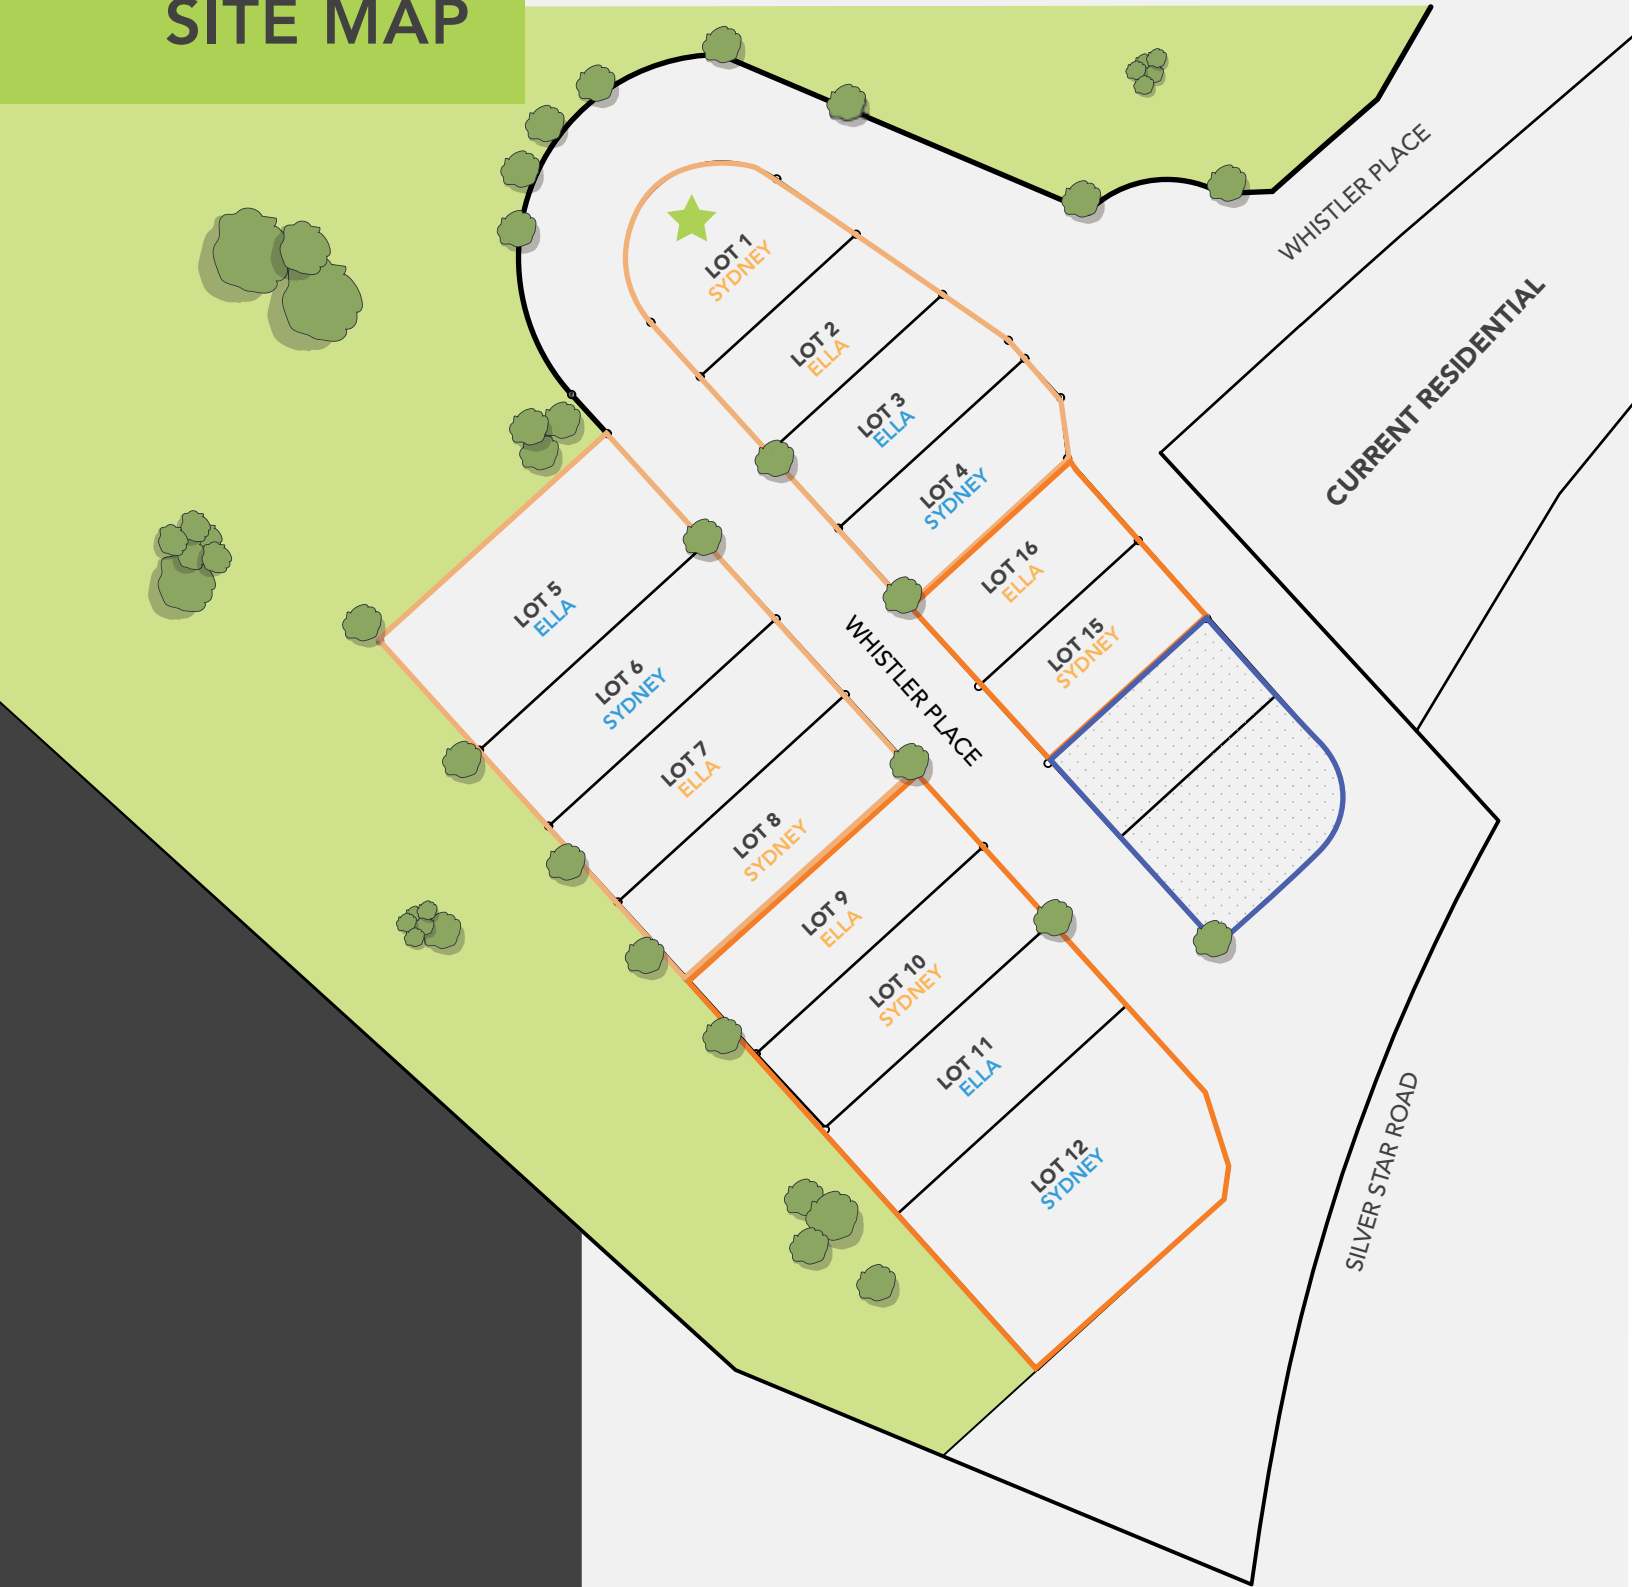 SITE MAP
WHISTLER PLACE
CURRENT RESIDENTIAL
LOT 1
SYDNEY
LOT 2
ELLA
LOT 3
ELLA
LOT 4
SYDNEY
LOT 16
ELLA
LOT 15
SYDNEY
WHISTLER PLACE
LOT 5
ELLA
LOT 6
SYDNEY
LOT 7
ELLA
LOT 8
SYDNEY
LOT 9
ELLA
LOT 10
SYDNEY
LOT 11
ELLA
LOT 12
SYDNEY
SILVER STAR ROAD